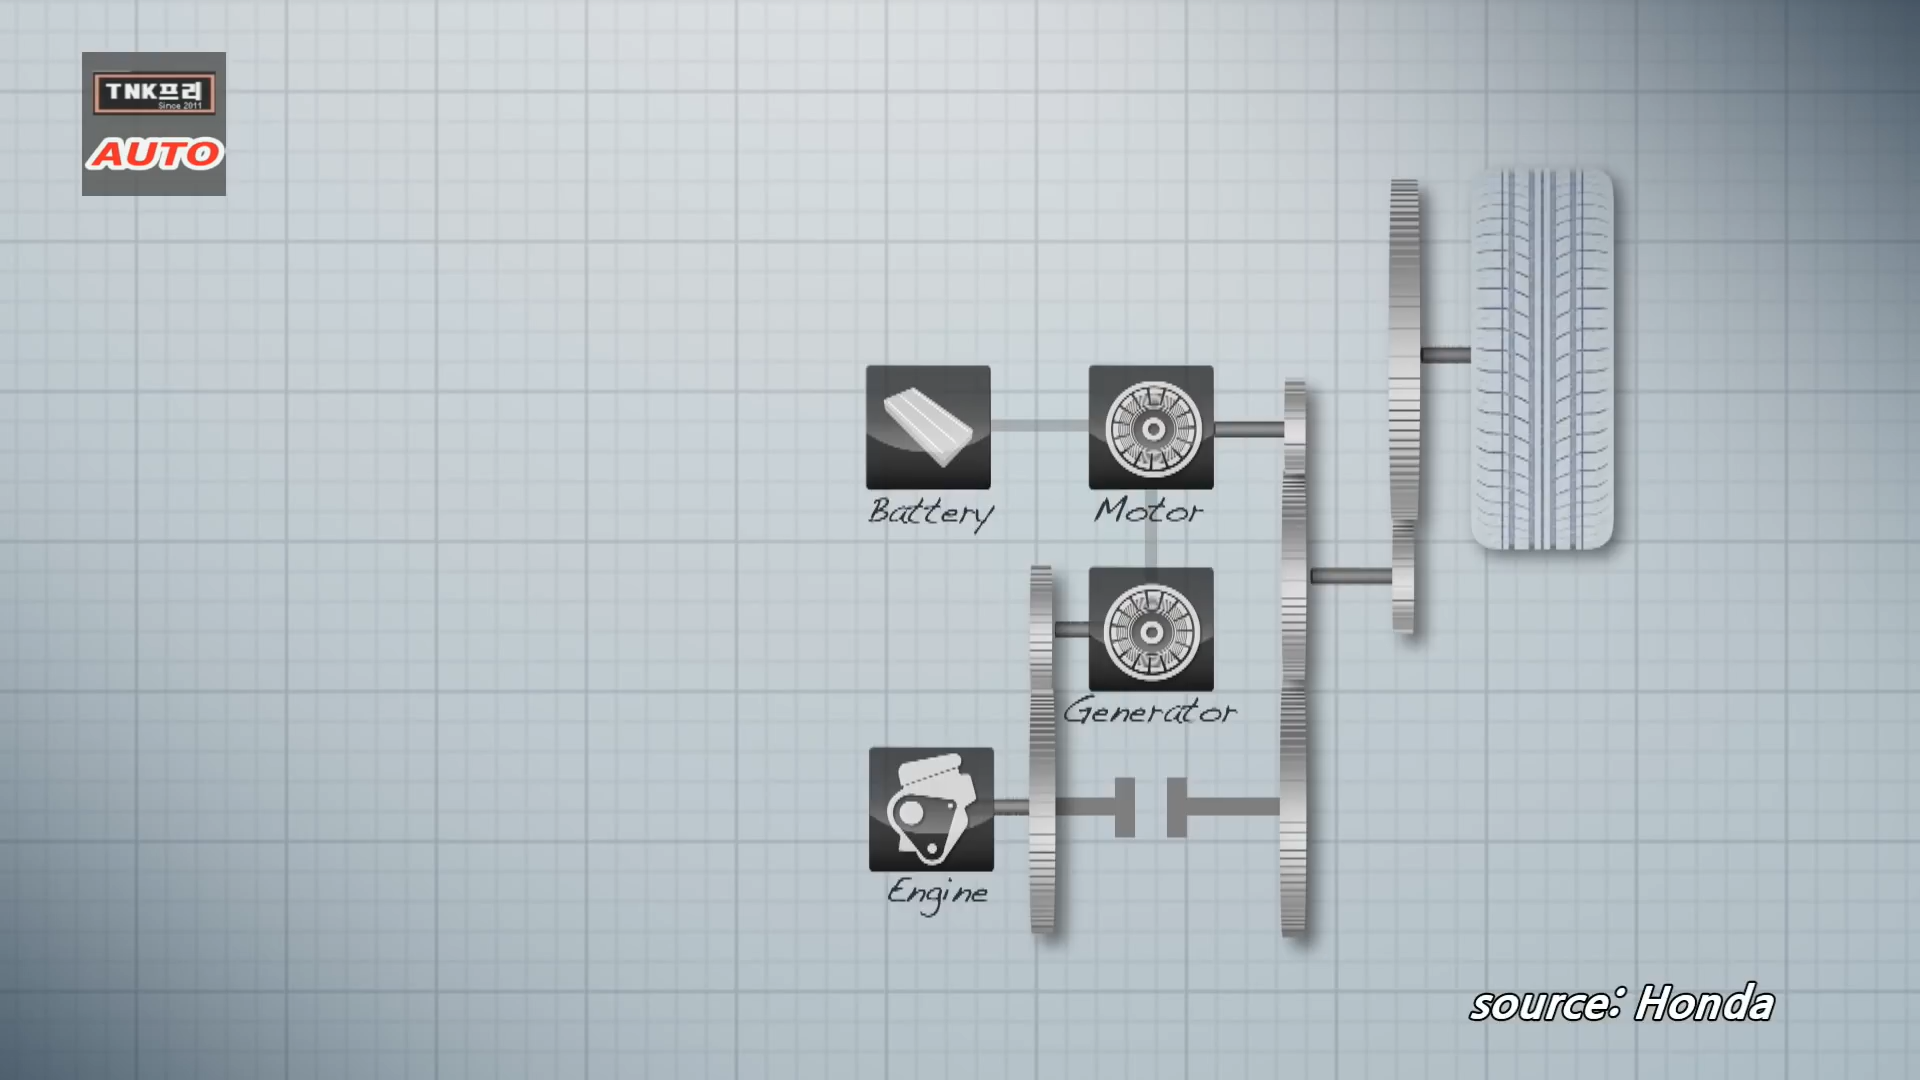 TNK프리
Since 2011
AUTO
Battery
Motor
Generator
Engine
source: Honda